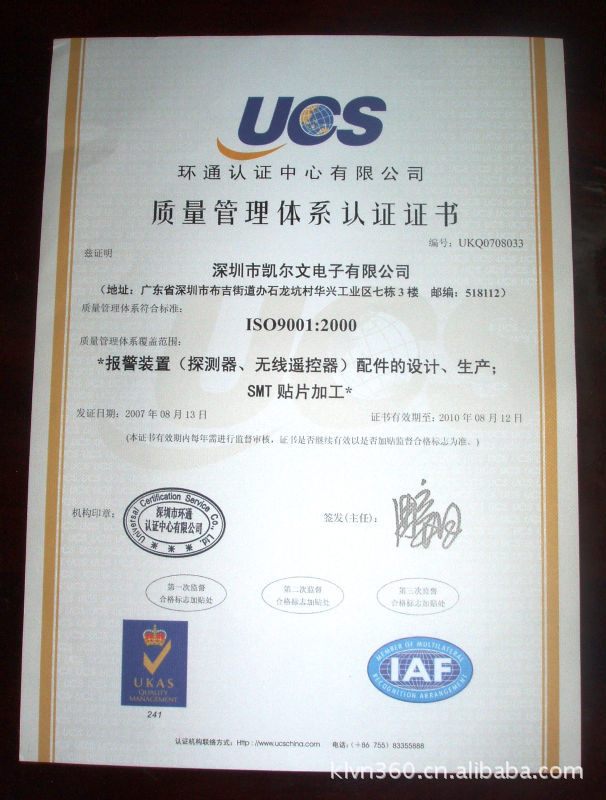 UCS
环通认证中心有限公司
质量管理体系认证证书
编号：UKQ0708033
兹证明
深圳市凯尔文电子有限公司
（地址：广东省深圳市布吉街道办石龙坑村华兴工业区七栋3楼 邮编：518112）
质量管理体系符合标准：
ISO9001:2000
质量管理体系覆盖范围：
*报警装置（探测器、无线遥控器）配件的设计、生产；
SMT 贴片加工*
发证日期：2007年08月13日
证书有效期至：2010年08月12日
(本证书有效期内每年需进行监督审核，证书是否继续有效以是否加贴监督合格标志为准。)
机构印章：
Universal Certification Service Co., Ltd.
深圳市环通
认证中心有限公司
签发(主任)：
第一次监督
合格标志加贴处
第二次监督
合格标志加贴处
第三次监督
合格标志加贴处
UKAS
QUALITY
MANAGEMENT
241
MEMBER OF MULTILATERAL
IAF
RECOGNITION ARRANGEMENT
认证机构联络方式：Http：//www.ucschina.com 电话：（＋86 755）83355888
klvn360.cn.alibaba.com